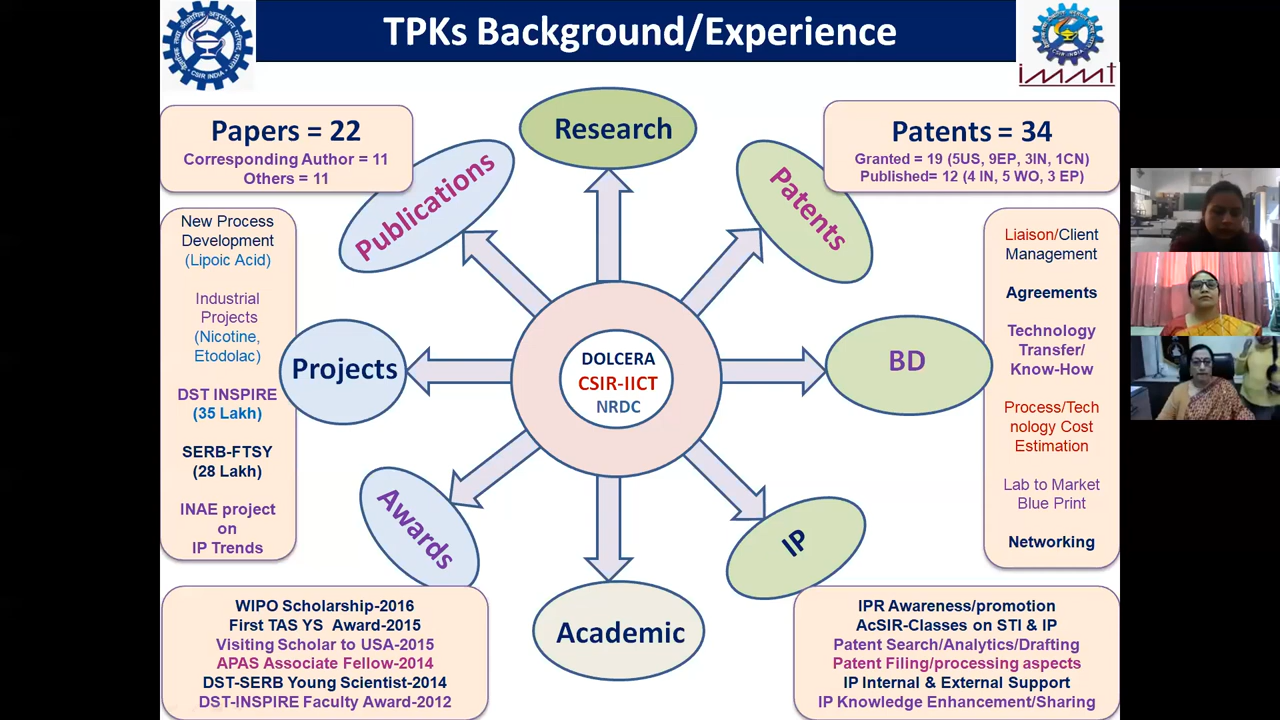 TPKs Background/Experience
CSIR INDIA
CSIR-INDIA
immt
Papers = 22
Corresponding Author = 11
Others = 11
Research
Patents = 34
Granted = 19 (5US, 9EP, 3IN, 1CN)
Published= 12 (4 IN, 5 WO, 3 EP)
Publications
Patents
New Process
Development
(Lipoic Acid)
Industrial
Projects
(Nicotine,
Etodolac)
DST INSPIRE
(35 Lakh)
SERB-FTSY
(28 Lakh)
INAE project
on
IP Trends
Projects
DOLCERA
CSIR-IICT
NRDC
BD
Liaison/Client
Management
Agreements
Technology
Transfer/
Know-How
Process/Tech
nology Cost
Estimation
Lab to Market
Blue Print
Networking
Awards
IP
Academic
WIPO Scholarship-2016
First TAS YS Award-2015
Visiting Scholar to USA-2015
APAS Associate Fellow-2014
DST-SERB Young Scientist-2014
DST-INSPIRE Faculty Award-2012
IPR Awareness/promotion
AcSIR-Classes on STI & IP
Patent Search/Analytics/Drafting
Patent Filing/processing aspects
IP Internal & External Support
IP Knowledge Enhancement/Sharing